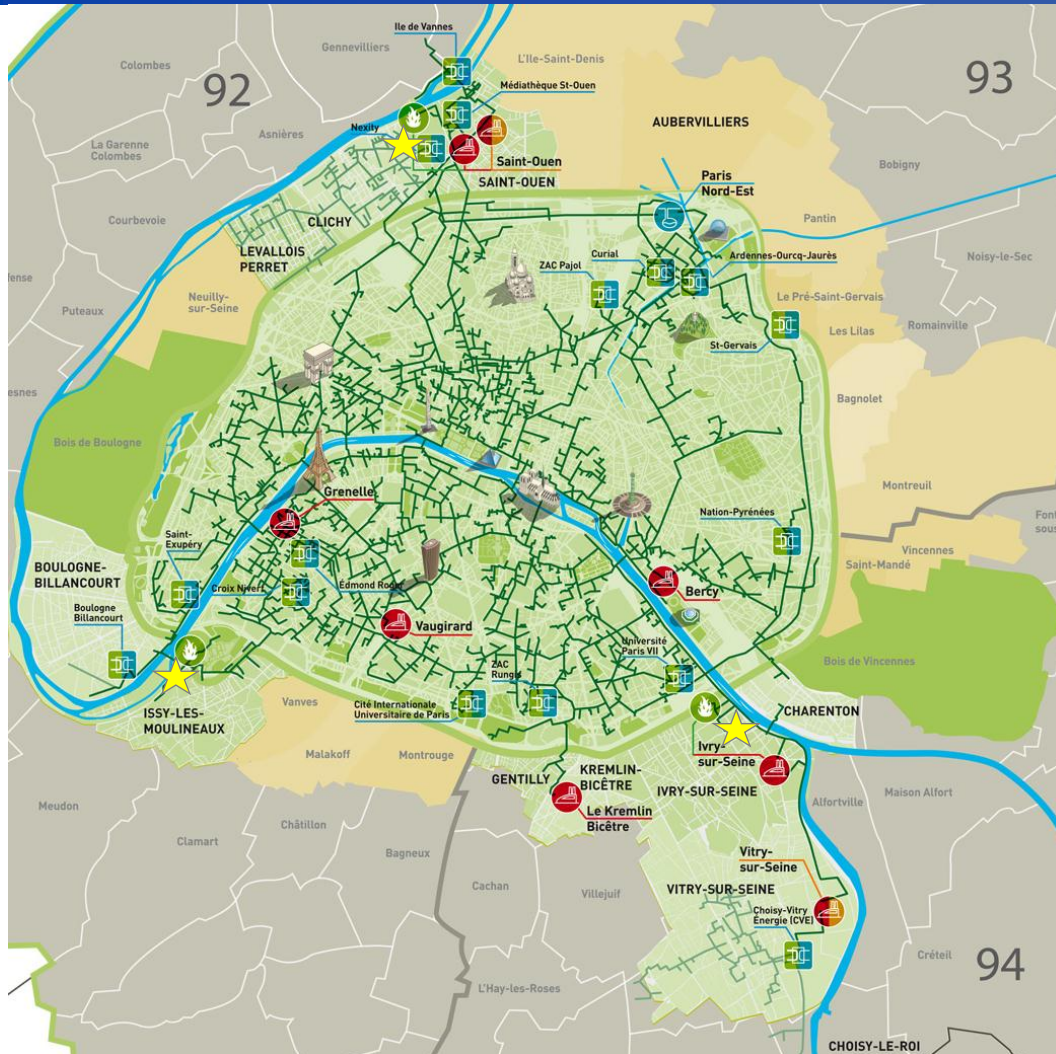 Ile de Vannes
Gennevilliers
Colombes
92
L'Ile-Saint-Denis
93
Médiathèque St-Ouen
La Garenne
Colombes
Asnières
Nexity
AUBERVILLIERS
Saint-Ouen
SAINT-OUEN
Bobigny
Paris
Nord-Est
Courbevoie
CLICHY
Pantin
LEVALLOIS
PERRET
Curial
Ardennes-Ourcq-Jaurès
ZAC Pajol
Noisy-le-Sec
fense
Neuilly-
sur-Seine
Le Pré-Saint-Gervais
Puteaux
Les Lilas
Romainville
St-Gervais
esnes
Bagnolet
Bois de Boulogne
Montreuil
Grenelle
Nation-Pyrénées
Font
sous
Saint-
Exupéry
Vincennes
Saint-Mandé
BOULOGNE-
BILLANCOURT
Croix Nivert
Edmond Roger
Bercy
Boulogne
Billancourt
Vaugirard
Université
Paris VII
Bois de Vincennes
ZAC
Rungis
Vanves
Cité Internationale
Universitaire de Paris
CHARENTON
ISSY-LES-
MOULINEAUX
Malakoff
Montrouge
Ivry-
sur-Seine
GENTILLY
KREMLIN-
BICÊTRE
IVRY-SUR-SEINE
Maison Alfort
Alfortville
Meudon
Le Kremlin
Bicêtre
Châtillon
Clamart
Bagneux
Vitry-
sur-Seine
Cachan
Villejuif
VITRY-SUR-SEINE
Choisy-Vitry
Énergie (CVE)
Créteil
94
L'Hay-les-Roses
CHOISY-LE-ROI